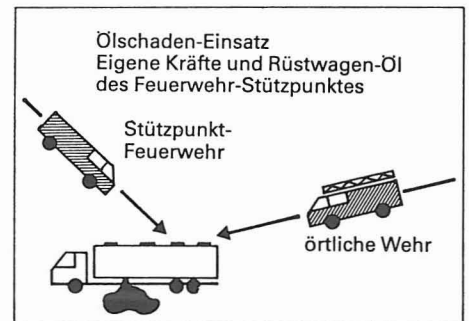 Ölschaden-Einsatz
Eigene Kräfte und Rüstwagen-Öl
des Feuerwehr-Stützpunktes
Stützpunkt-
Feuerwehr
örtliche Wehr